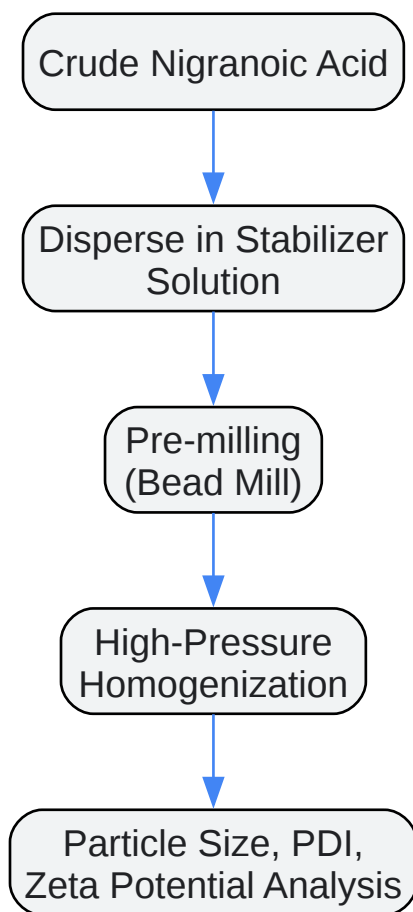 Crude Nigranoic Acid
Disperse in Stabilizer
Solution
Pre-milling
(Bead Mill)
High-Pressure
Homogenization
Particle Size, PDI,
Zeta Potential Analysis